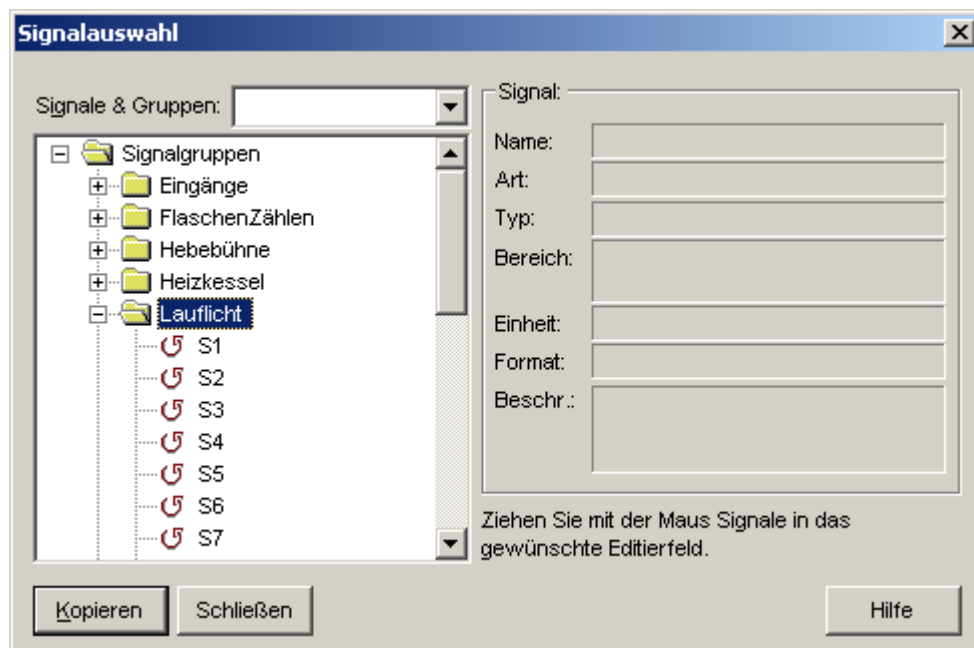 Signalauswahl
Signale & Gruppen:
Signalgruppen
Eingänge
FlaschenZählen
Hebebühne
Heizkessel
Lauflicht
S1
S2
S3
S4
S5
S6
S7
Signal:
Name:
Art:
Typ:
Bereich:
Einheit:
Format:
Beschr.:
Ziehen Sie mit der Maus Signale in das
gewünschte Editierfeld.
Kopieren
Schließen
Hilfe